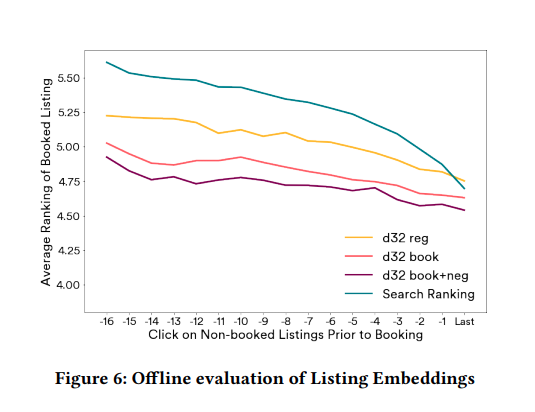 Average Ranking of Booked Listing
5.50
5.25
5.00
4.75
4.50
4.25
4.00
d32 reg
d32 book
d32 book+neg
Search Ranking
-16 -15 -14 -13 -12 -11 -10 -9 -8 -7 -6 -5 -4 -3 -2 -1 Last
Click on Non-booked Listings Prior to Booking
Figure 6: Offline evaluation of Listing Embeddings